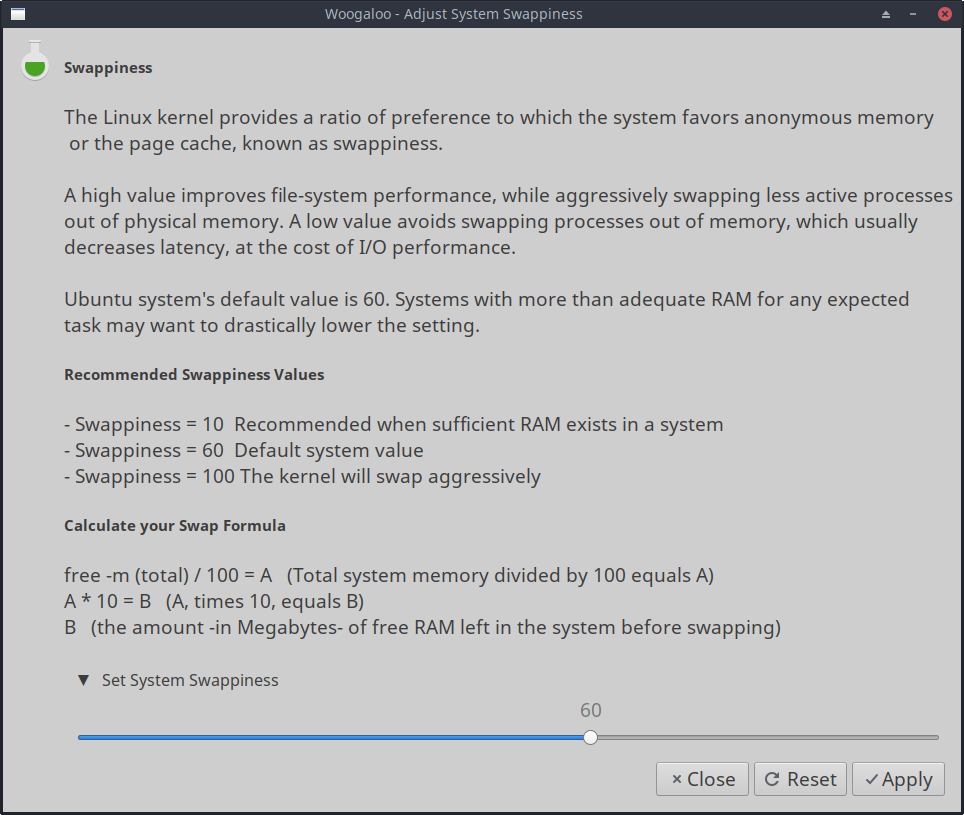 Woogaloo - Adjust System Swappiness
Swappiness
The Linux kernel provides a ratio of preference to which the system favors anonymous memory
or the page cache, known as swappiness.
A high value improves file-system performance, while aggressively swapping less active processes
out of physical memory. A low value avoids swapping processes out of memory, which usually
decreases latency, at the cost of I/O performance.
Ubuntu system's default value is 60. Systems with more than adequate RAM for any expected
task may want to drastically lower the setting.
Recommended Swappiness Values
- Swappiness = 10  Recommended when sufficient RAM exists in a system
- Swappiness = 60  Default system value
- Swappiness = 100 The kernel will swap aggressively
Calculate your Swap Formula
free -m (total) / 100 = A   (Total system memory divided by 100 equals A)
A * 10 = B   (A, times 10, equals B)
B   (the amount -in Megabytes- of free RAM left in the system before swapping)
▼ Set System Swappiness
60
Close Reset Apply